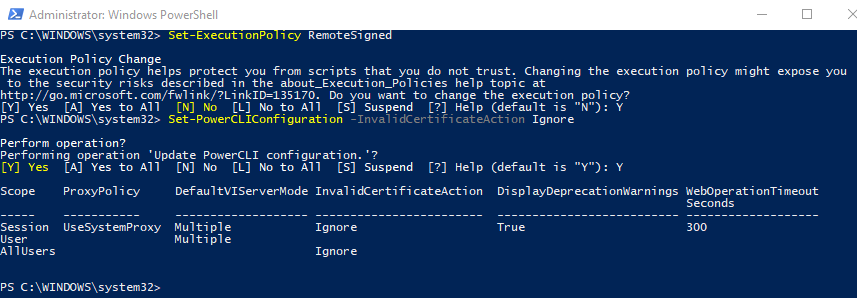 Administrator: Windows PowerShell
PS C:\WINDOWS\system32> Set-ExecutionPolicy RemoteSigned
Execution Policy Change
The execution policy helps protect you from scripts that you do not trust. Changing the execution policy might expose you
 to the security risks described in the about_Execution_Policies help topic at
http://go.microsoft.com/fwlink/?LinkID=135170. Do you want to change the execution policy?
[Y] Yes  [A] Yes to All  [N] No  [L] No to All  [S] Suspend  [?] Help (default is "N"): Y
PS C:\WINDOWS\system32> Set-PowerCLIConfiguration -InvalidCertificateAction Ignore
Perform operation?
Performing operation 'Update PowerCLI configuration.'?
[Y] Yes  [A] Yes to All  [N] No  [L] No to All  [S] Suspend  [?] Help (default is "Y"): Y
Scope    ProxyPolicy     DefaultVIServerMode InvalidCertificateAction  DisplayDeprecationWarnings WebOperationTimeout
                                                                                                  Seconds
-----    -----------     ------------------- ------------------------  -------------------------- -------------------
Session  UseSystemProxy  Multiple            Ignore                    True                       300
User                     Multiple
AllUsers                                     Ignore
PS C:\WINDOWS\system32>